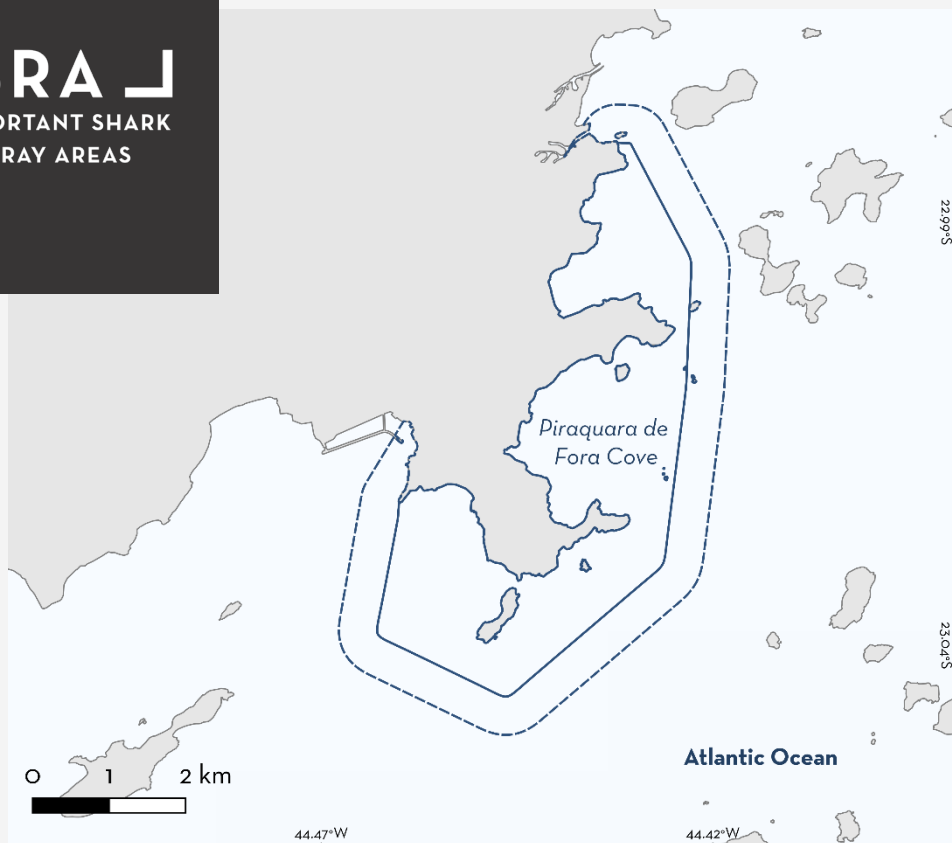 RA
ORTANT SHARK
RAY AREAS
22.99°S
Piraquara de
Fora Cove
23.04°S
Atlantic Ocean
0 1 2 km
44.47°W 44.42°W